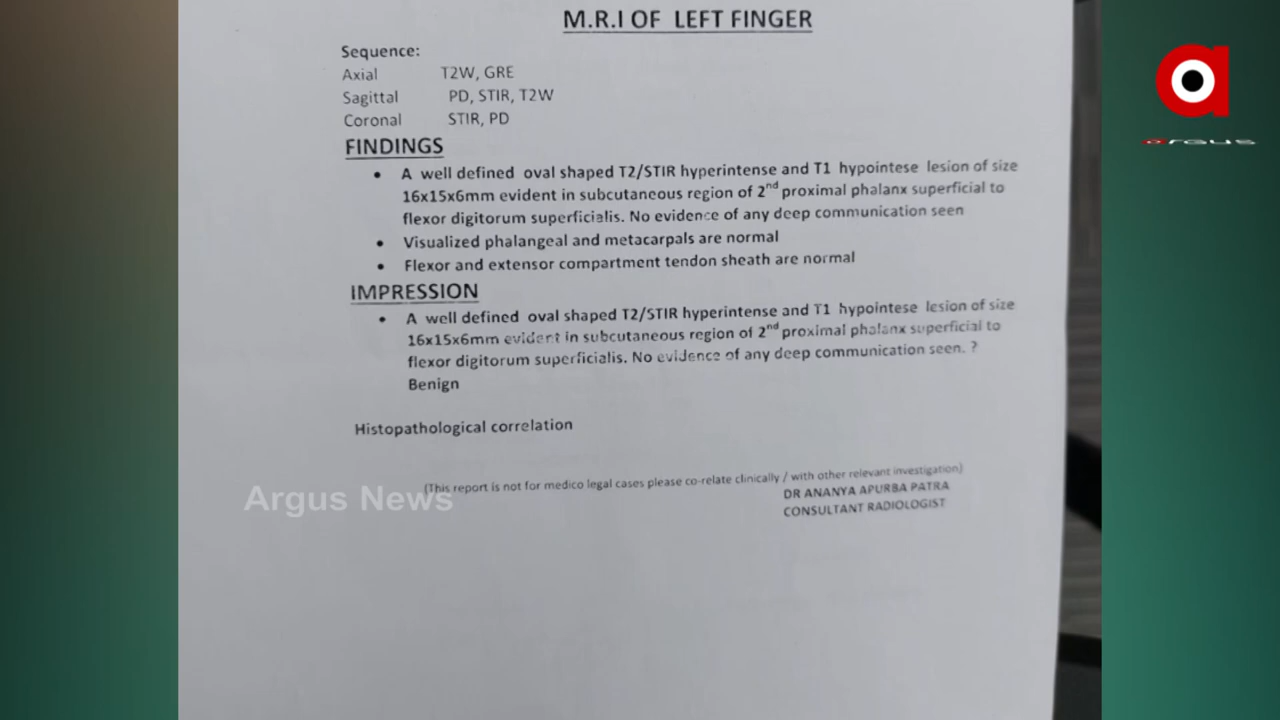 M.R.I OF LEFT FINGER
Sequence:
Axial T2W, GRE
Sagittal PD, STIR, T2W
Coronal STIR, PD
FINDINGS
• A well defined oval shaped T2/STIR hyperintense and T1 hypointese lesion of size
16x15x6mm evident in subcutaneous region of 2nd proximal phalanx superficial to
flexor digitorum superficialis. No evidence of any deep communication seen
• Visualized phalangeal and metacarpals are normal
• Flexor and extensor compartment tendon sheath are normal
IMPRESSION
• A well defined oval shaped T2/STIR hyperintense and T1 hypointese lesion of size
16x15x6mm evident in subcutaneous region of 2nd proximal phalanx superficial to
flexor digitorum superficialis. No evidence of any deep communication seen. ?
Benign
Histopathological correlation
(This report is not for medico legal cases please co-relate clinically / with other relevant investigation)
DR ANANYA APURBA PATRA
CONSULTANT RADIOLOGIST
Argus News
a
argus